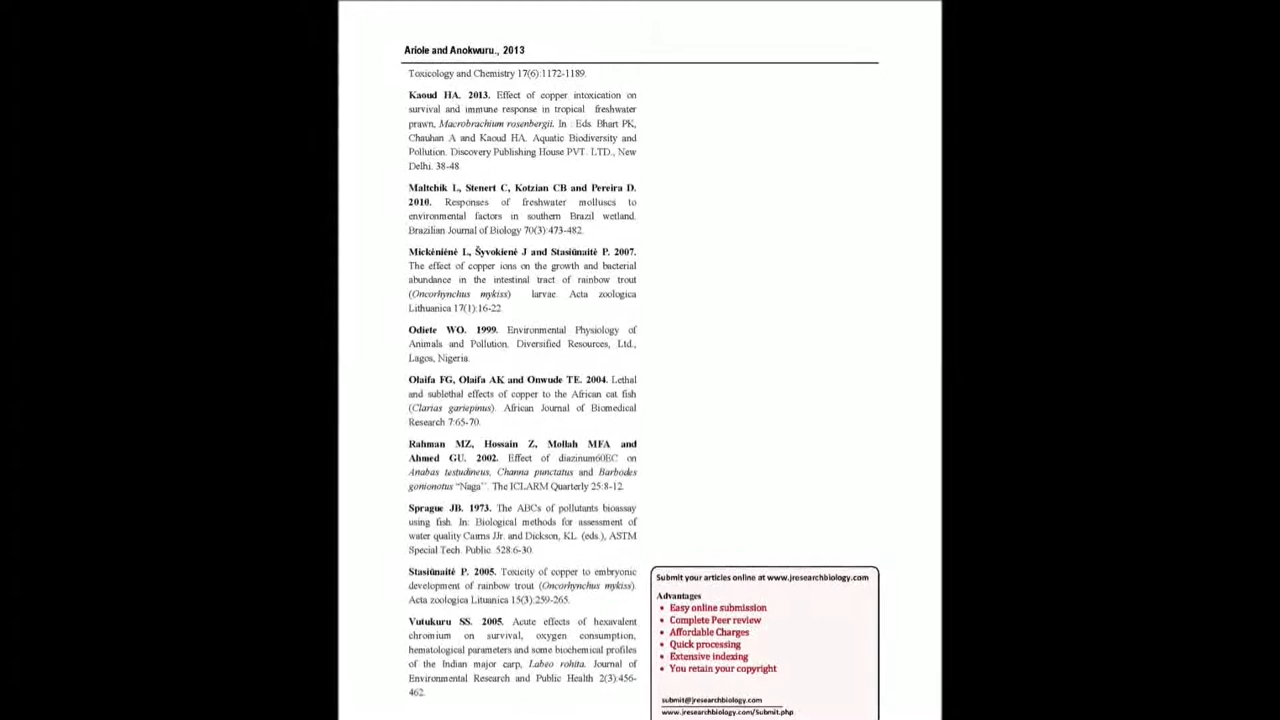 Ariole and Anokwuru., 2013
Toxicology and Chemistry 17(6):1172-1189.
Kaoud HA. 2013. Effect of copper intoxication on
survival and immune response in tropical freshwater
prawn, Macrobrachium rosenbergii. In : Eds. Bhart PK,
Chauhan A and Kaoud HA. Aquatic Biodiversity and
Pollution. Discovery Publishing House PVT. LTD., New
Delhi. 38-48.
Maltchik L, Stenert C, Kotzian CB and Pereira D.
2010. Responses of freshwater molluscs to
environmental factors in southern Brazil wetland.
Brazilian Journal of Biology 70(3):473-482.
Mickėnienė L, Šyvokienė J and Stasiūnaitė P. 2007.
The effect of copper ions on the growth and bacterial
abundance in the intestinal tract of rainbow trout
(Oncorhynchus mykiss) larvae. Acta zoologica
Lithuanica 17(1):16-22
Odiete WO. 1999. Environmental Physiology of
Animals and Pollution. Diversified Resources, Ltd.,
Lagos, Nigeria.
Olaifa FG, Olaifa AK and Onwude TE. 2004. Lethal
and sublethal effects of copper to the African cat fish
(Clarias gariepinus). African Journal of Biomedical
Research 7:65-70.
Rahman MZ, Hossain Z, Mollah MFA and
Ahmed GU. 2002. Effect of diazinum60EC on
Anabas testudineus, Channa punctatus and Barbodes
gonionotus "Naga". The ICLARM Quarterly 25:8-12.
Sprague JB. 1973. The ABCs of pollutants bioassay
using fish. In: Biological methods for assessment of
water quality Cairns JJr. and Dickson, KL. (eds.), ASTM
Special Tech. Public. 528:6-30.
Stasiūnaitė P. 2005. Toxicity of copper to embryonic
development of rainbow trout (Oncorhynchus mykiss).
Acta zoologica Lituanica 15(3):259-265.
Vutukuru SS. 2005. Acute effects of hexavalent
chromium on survival, oxygen consumption,
hematological parameters and some biochemical profiles
of the Indian major carp, Labeo rohita. Journal of
Environmental Research and Public Health 2(3):456-
462.
Submit your articles online at www.jresearchbiology.com
Advantages
• Easy online submission
• Complete Peer review
• Affordable Charges
• Quick processing
• Extensive indexing
• You retain your copyright
submit@jresearchbiology.com
www.jresearchbiology.com/Submit.php